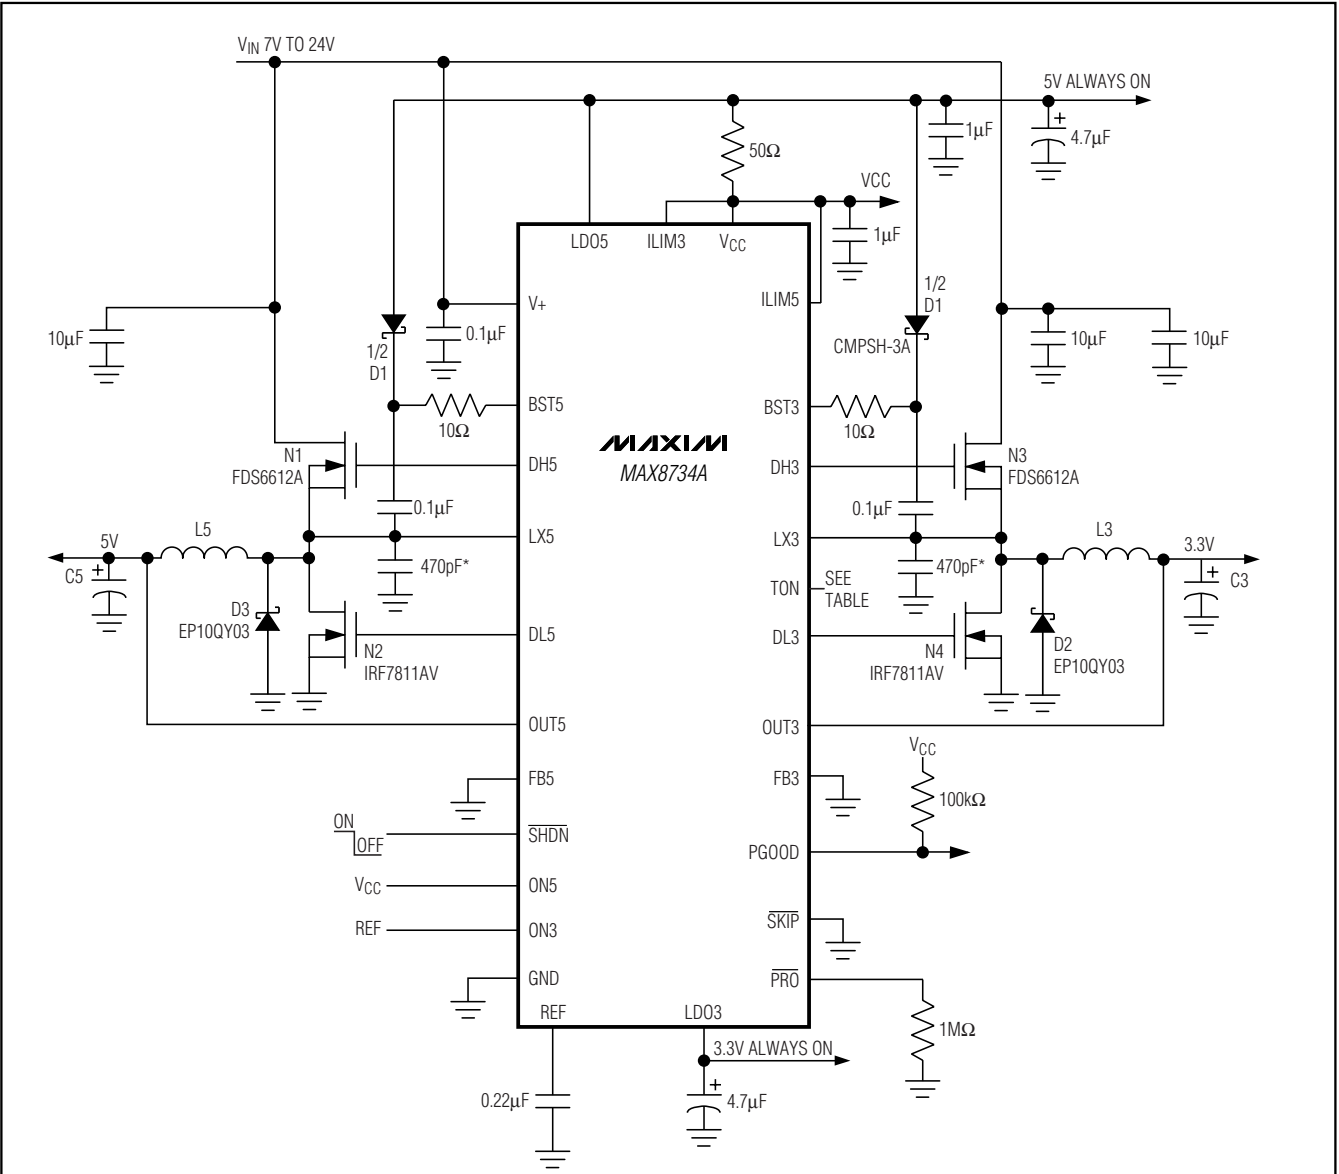 VIN 7V TO 24V
5V ALWAYS ON
1µF
4.7µF
50Ω
VCC
1µF
LDO5
ILIM3
VCC
V+
ILIM5
10µF
0.1µF
1/2
D1
1/2
D1
CMPSH-3A
10µF
10µF
BST5
10Ω
BST3
10Ω
MAXIM
MAX8734A
N1
FDS6612A
DH5
DH3
N3
FDS6612A
0.1µF
0.1µF
5V
L5
LX5
LX3
L3
3.3V
C5
470pF*
470pF*
C3
TON
SEE
TABLE
D3
EP10QY03
N2
IRF7811AV
DL5
DL3
N4
IRF7811AV
D2
EP10QY03
OUT5
OUT3
VCC
FB5
FB3
100kΩ
ON
OFF
SHDN
PGOOD
VCC
ON5
REF
ON3
SKIP
GND
PRO
REF
LDO3
1MΩ
3.3V ALWAYS ON
0.22µF
4.7µF